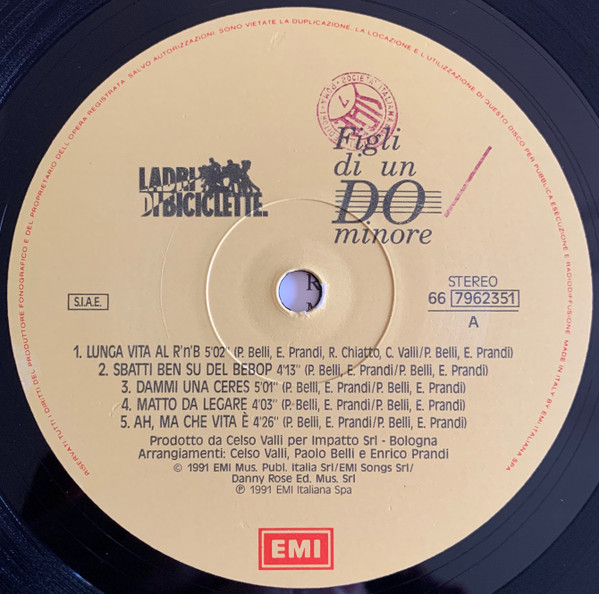 RISERVATI TUTTI I DIRITTI DEL PRODUTTORE FONOGRAFICO E DEL PROPRIETARIO DELL'OPERA REGISTRATA. SALVO AUTORIZZAZIONI, SONO VIETATE LA DUPLICAZIONE, LA LOCAZIONE E L'UTILIZZAZIONE DI QUESTO DISCO PER PUBBLICA ESECUZIONE E RADIODIFFUSIONE. MADE IN ITALY BY EMI ITALIANA SPA
SOCIETÀ ITALIANA
LADRI
DI BICICLETTE.
Figli
di un
DO
minore
S.I.A.E.
STEREO
66 7962351
A
1. LUNGA VITA AL R'n'B 5'02" (P. Belli, E. Prandi, R. Chiatto, C. Valli/P. Belli, E. Prandi)
2. SBATTI BEN SU DEL BEBOP 4'13" (P. Belli, E. Prandi/P. Belli, E. Prandi)
3. DAMMI UNA CERES 5'01" (P. Belli, E. Prandi/P. Belli, E. Prandi)
4. MATTO DA LEGARE 4'03" (P. Belli, E. Prandi/P. Belli, E. Prandi)
5. AH, MA CHE VITA È 4'26" (P. Belli, E. Prandi/P. Belli, E. Prandi)
Prodotto da Celso Valli per Impatto Srl - Bologna
Arrangiamenti: Celso Valli, Paolo Belli e Enrico Prandi
© 1991 EMI Mus. Publ. Italia Srl/EMI Songs Srl/
Danny Rose Ed. Mus. Srl
℗ 1991 EMI Italiana Spa
EMI